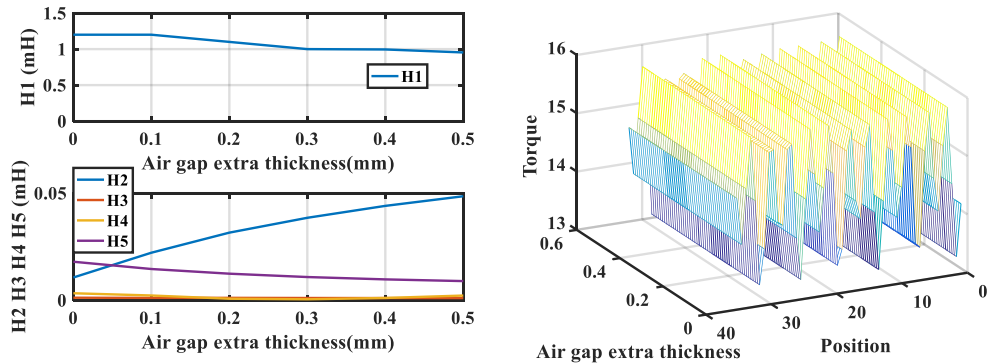 1.5
1
0.5
0
H1 (mH)
H1
0 0.1 0.2 0.3 0.4 0.5
Air gap extra thickness(mm)
0.05
0
H2 H3 H4 H5 (mH)
H2
H3
H4
H5
0 0.1 0.2 0.3 0.4 0.5
Air gap extra thickness(mm)
16
15
14
13
Torque
0.6
0.4
0.2
0
Air gap extra thickness
40 30 20 10 0
Position